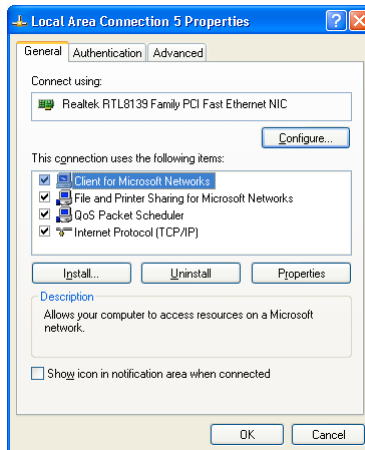 Local Area Connection 5 Properties
General Authentication Advanced
Connect using:
Realtek RTL8139 Family PCI Fast Ethernet NIC
Configure...
This connection uses the following items:
Client for Microsoft Networks
File and Printer Sharing for Microsoft Networks
QoS Packet Scheduler
Internet Protocol (TCP/IP)
Install... Uninstall Properties
Description
Allows your computer to access resources on a Microsoft
network.
Show icon in notification area when connected
OK Cancel